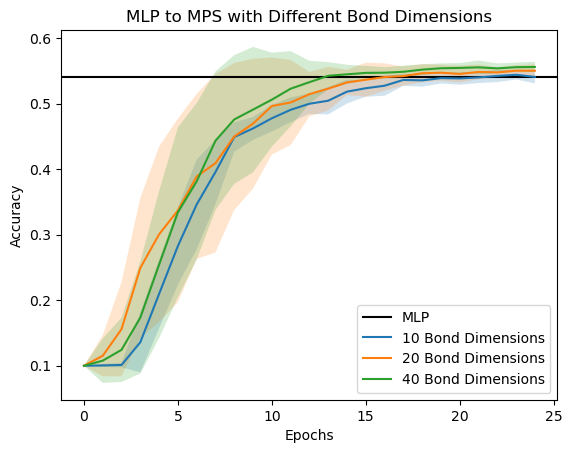 MLP to MPS with Different Bond Dimensions
0.6
0.5
0.4
0.3
0.2
0.1
Accuracy
MLP
10 Bond Dimensions
20 Bond Dimensions
40 Bond Dimensions
0 5 10 15 20 25
Epochs